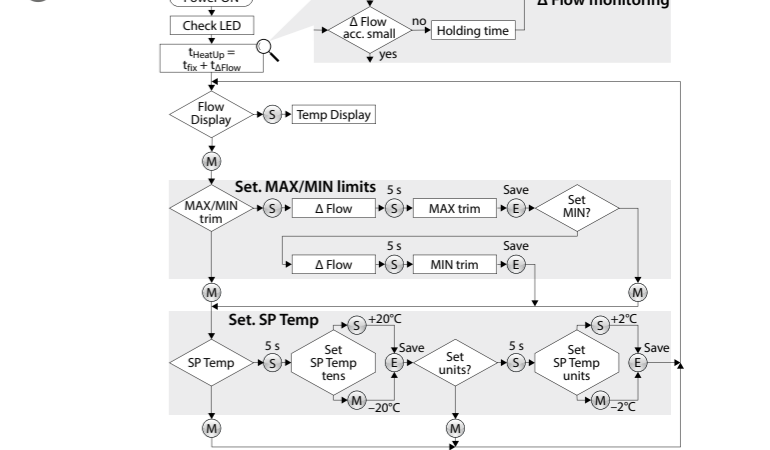 Power ON
Δ Flow monitoring
Check LED
Δ Flow
acc. small
no
Holding time
yes
tHeatUp =
tfix + tΔFlow
Flow
Display
S
Temp Display
M
Set. MAX/MIN limits
MAX/MIN
trim
S
Δ Flow
5 s
S
MAX trim
Save
E
Set
MIN?
Δ Flow
5 s
S
MIN trim
Save
E
M
M
Set. SP Temp
SP Temp
5 s
S
Set
SP Temp
tens
S
+20°C
M
–20°C
Save
E
Set
units?
5 s
S
Set
SP Temp
units
S
+2°C
M
–2°C
Save
E
M
M